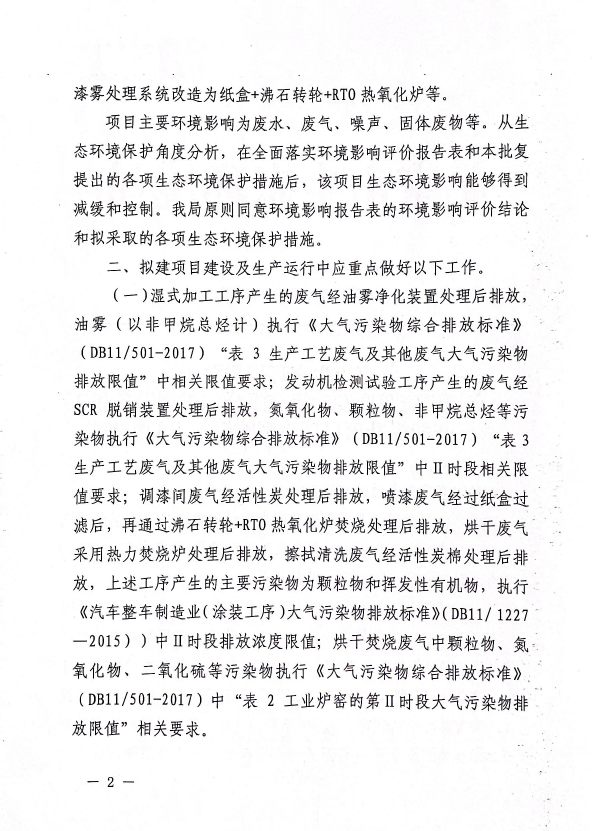 漆雾处理系统改造为纸盒+沸石转轮+RTO热氧化炉等。
项目主要环境影响为废水、废气、噪声、固体废物等。从生
态环境保护角度分析，在全面落实环境影响评价报告表和本批复
提出的各项生态环境保护措施后，该项目生态环境影响能够得到
减缓和控制。我局原则同意环境影响报告表的环境影响评价结论
和拟采取的各项生态环境保护措施。
二、拟建项目建设及生产运行中应重点做好以下工作。
（一）湿式加工工序产生的废气经油雾净化装置处理后排放，
油雾（以非甲烷总烃计）执行《大气污染物综合排放标准》
（DB11/501-2017）“表 3 生产工艺废气及其他废气大气污染物
排放限值”中相关限值要求；发动机检测试验工序产生的废气经
SCR 脱销装置处理后排放，氮氧化物、颗粒物、非甲烷总烃等污
染物执行《大气污染物综合排放标准》（DB11/501-2017）“表3
生产工艺废气及其他废气大气污染物排放限值”中Ⅱ时段相关限
值要求；调漆间废气经活性炭处理后排放，喷漆废气经过纸盒过
滤后，再通过沸石转轮+RTO热氧化炉焚烧处理后排放，烘干废气
采用热力焚烧炉处理后排放，擦拭清洗废气经活性炭棉处理后排
放，上述工序产生的主要污染物为颗粒物和挥发性有机物，执行
《汽车整车制造业（涂装工序）大气污染物排放标准》（DB11/ 1227
—2015））中Ⅱ时段排放浓度限值；烘干焚烧废气中颗粒物、氮
氧化物、二氧化硫等污染物执行《大气污染物综合排放标准》
（DB11/501-2017）中“表 2 工业炉窑的第Ⅱ时段大气污染物排
放限值”相关要求。
— 2 —